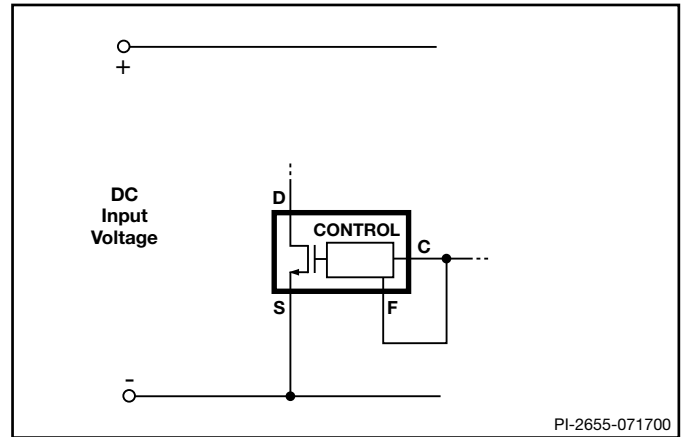 +
DC
Input
Voltage
D
CONTROL
C
S
F
-
PI-2655-071700